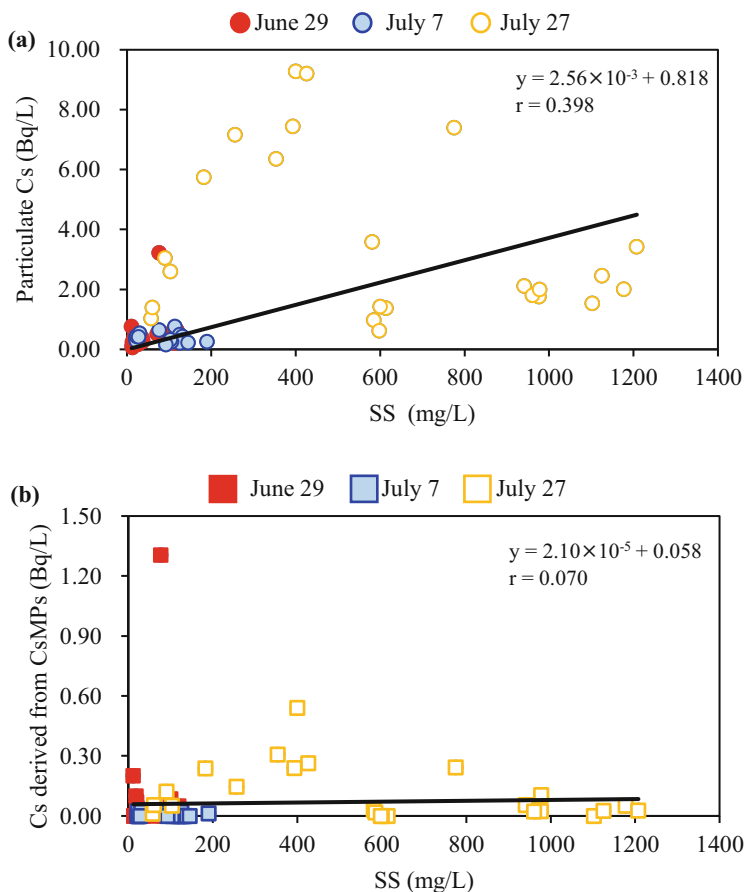 June 29 July 7 July 27
(a)
10.00
8.00
6.00
4.00
2.00
0.00
Particulate Cs (Bq/L)
y = 2.56×10⁻³ + 0.818
r = 0.398
0 200 400 600 800 1000 1200 1400
SS (mg/L)
June 29 July 7 July 27
(b)
1.50
1.20
0.90
0.60
0.30
0.00
Cs derived from CsMPs (Bq/L)
y = 2.10×10⁻⁵ + 0.058
r = 0.070
0 200 400 600 800 1000 1200 1400
SS (mg/L)